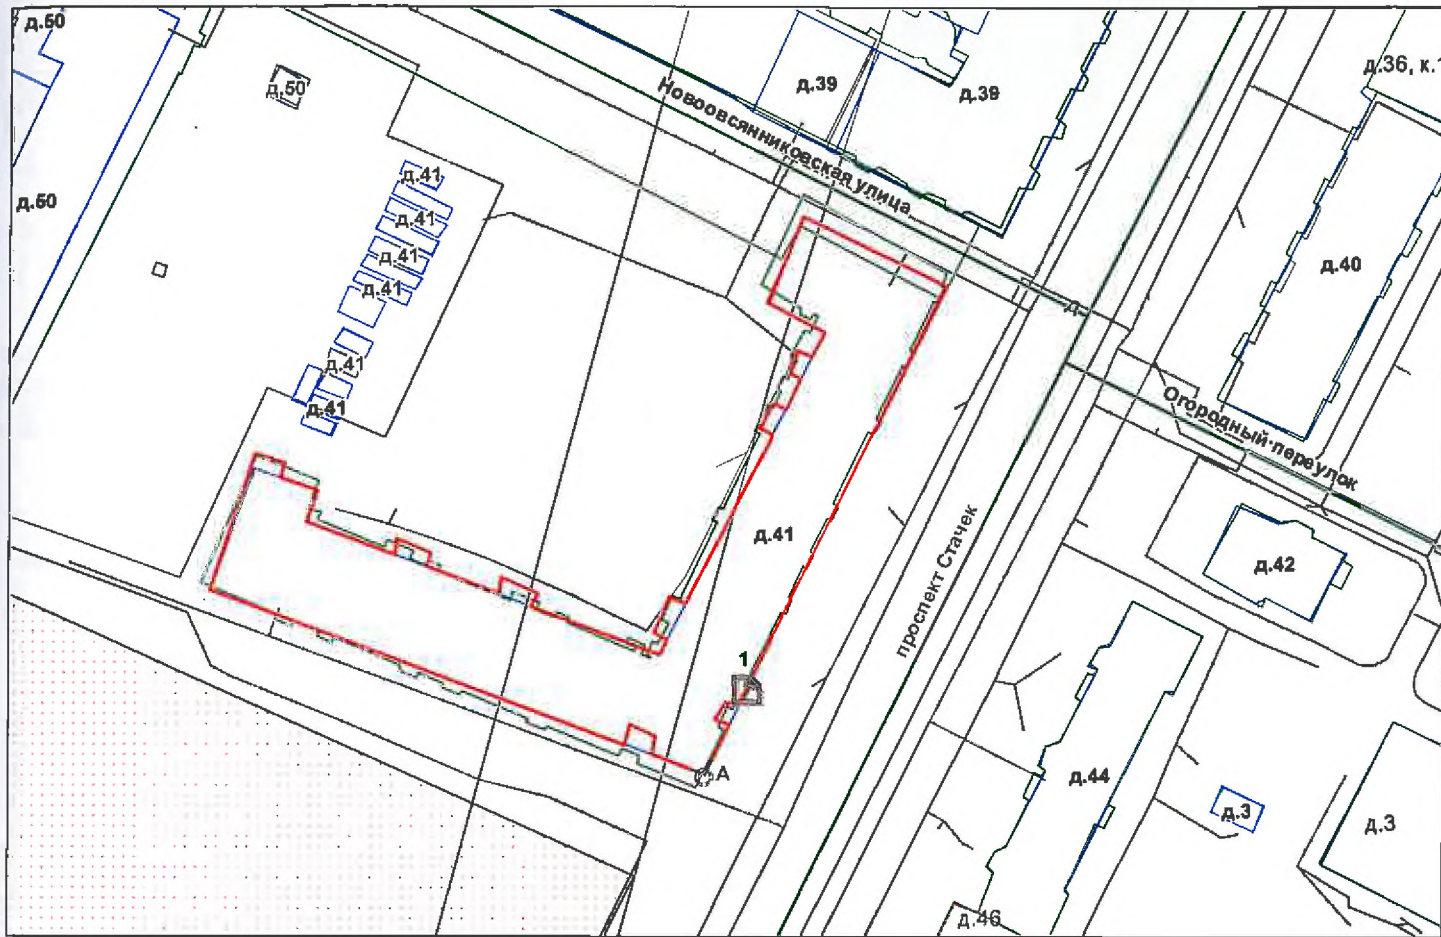 д.50
д.50
д.50
Новоовсянниковская улица
д.39
д.39
д.36, к.1
д.41
д.41
д.41
д.41
д.41
д.41
д.40
Огородный переулок
д.41
проспект Стачек
д.42
1
А
д.44
д.3
д.3
д.46